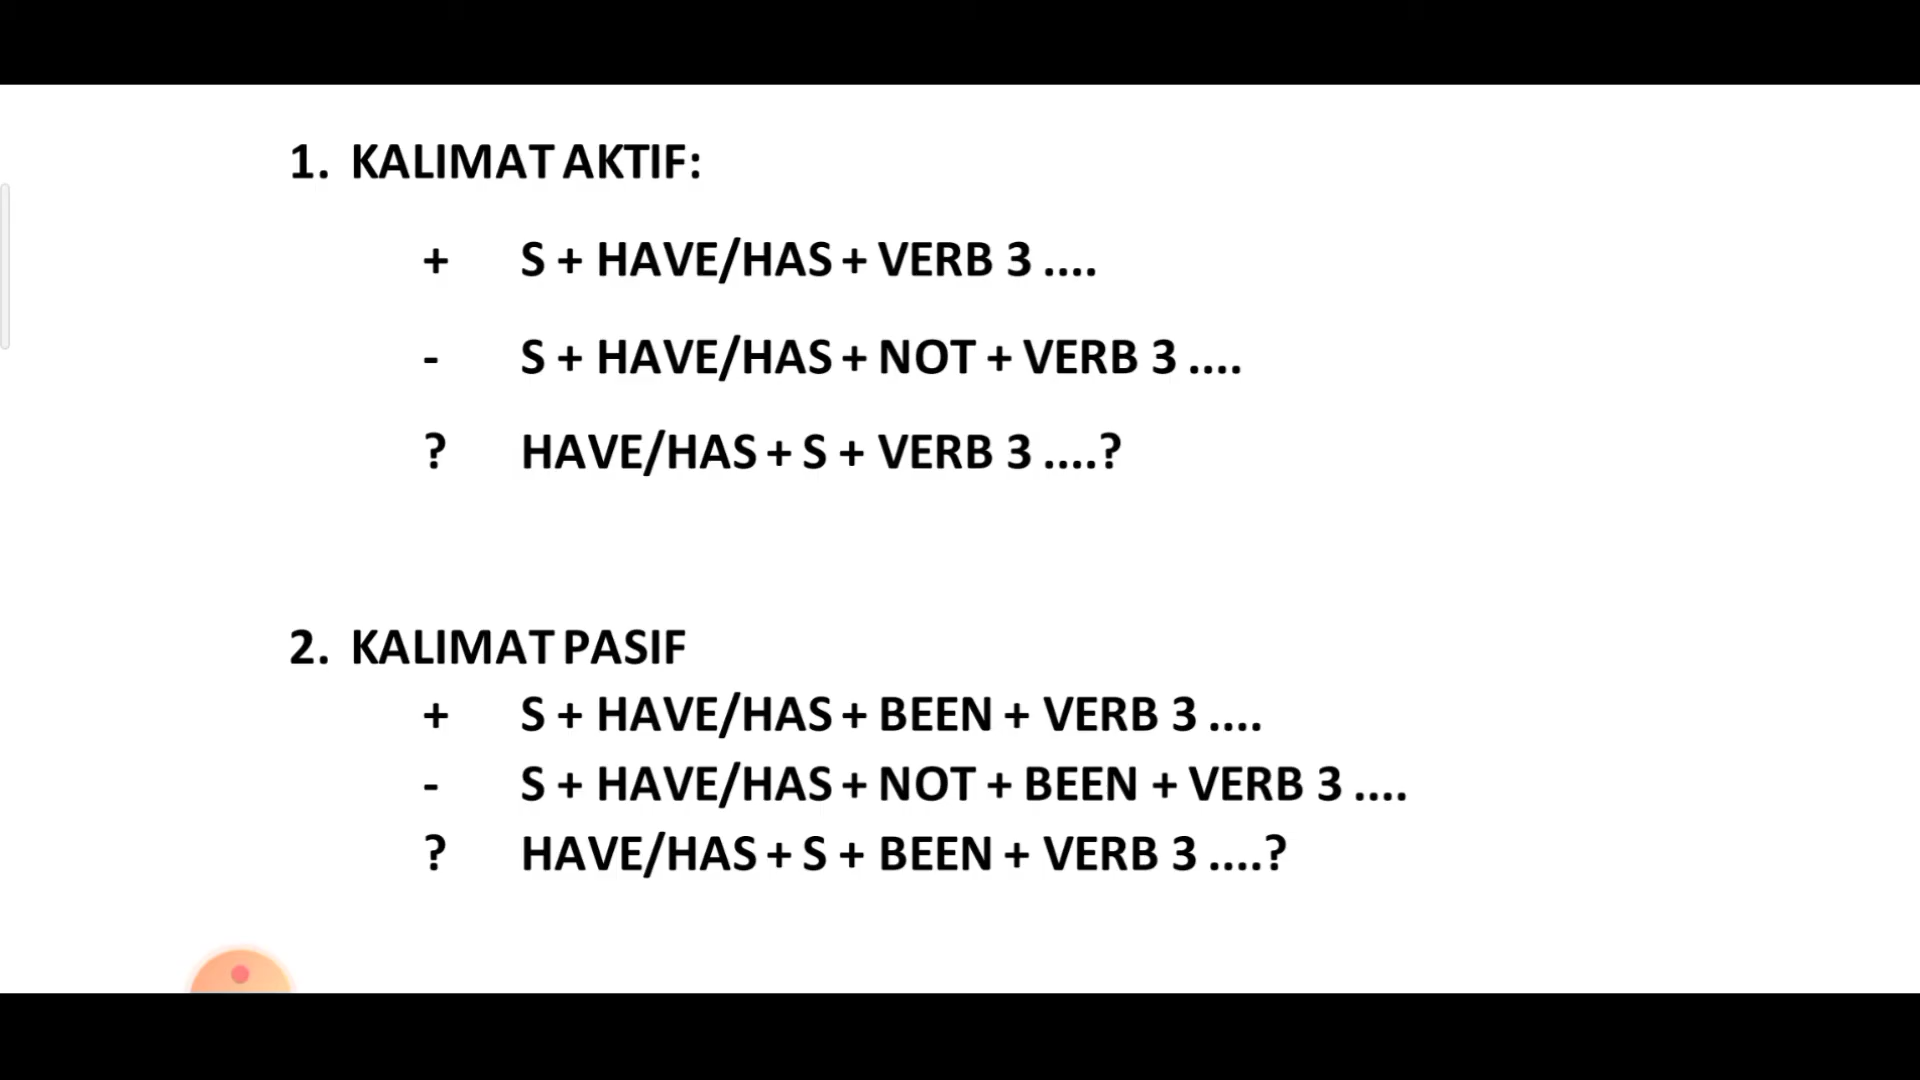 1. KALIMAT AKTIF:
+ S + HAVE/HAS + VERB 3 ....
- S + HAVE/HAS + NOT + VERB 3 ....
? HAVE/HAS + S + VERB 3 ....?
2. KALIMAT PASIF
+ S + HAVE/HAS + BEEN + VERB 3 ....
- S + HAVE/HAS + NOT + BEEN + VERB 3 ....
? HAVE/HAS + S + BEEN + VERB 3 ....?